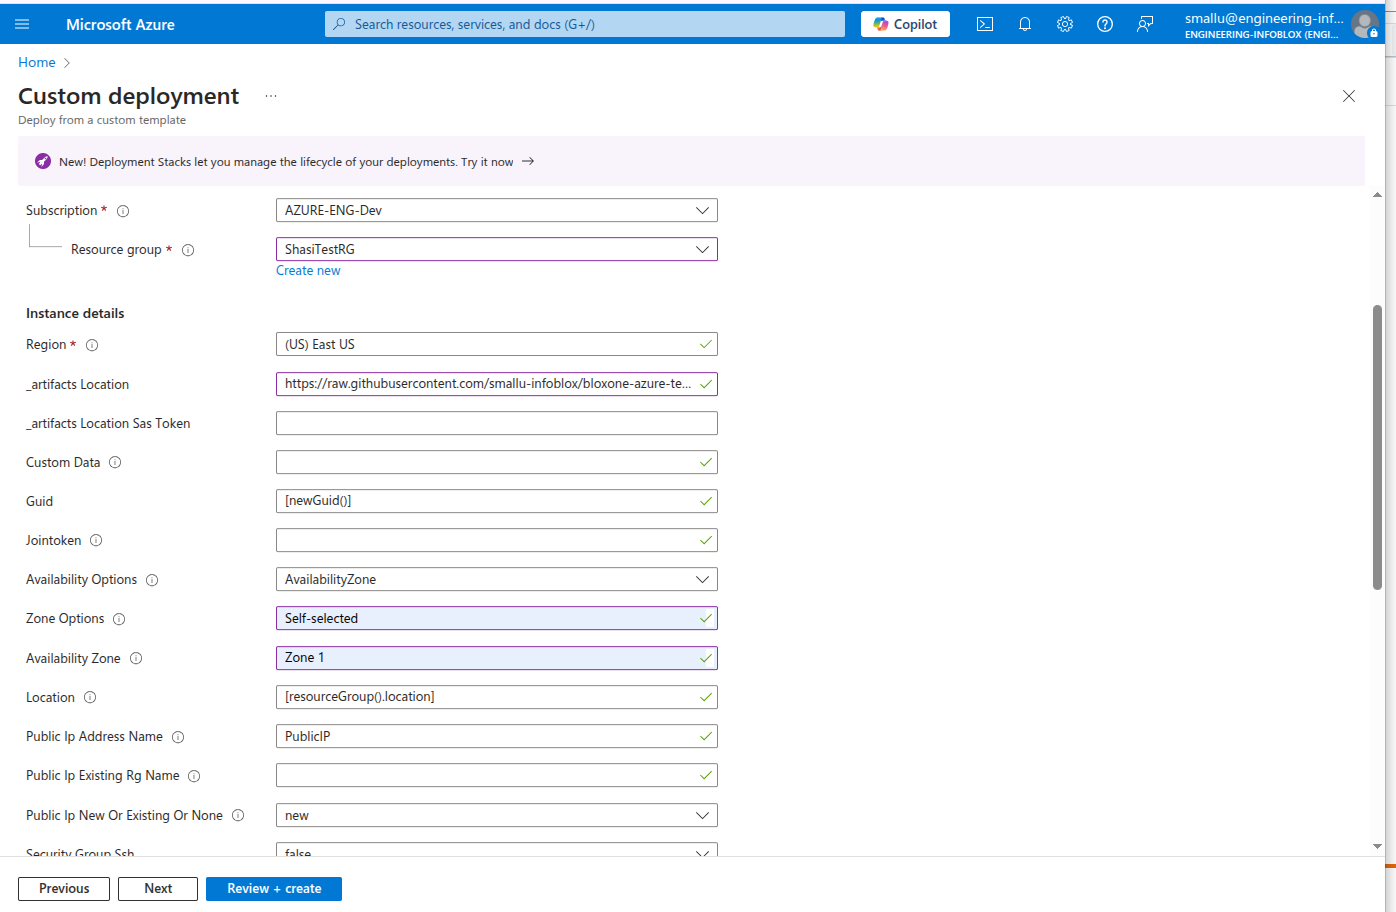 Microsoft Azure
Search resources, services, and docs (G+/)
Copilot
smallu@engineering-inf...
ENGINEERING-INFOBLOX (ENGI...
Home
Custom deployment
...
Deploy from a custom template
New! Deployment Stacks let you manage the lifecycle of your deployments. Try it now →
Subscription * AZURE-ENG-Dev
Resource group * ShasiTestRG
Create new
Instance details
Region * (US) East US
_artifacts Location https://raw.githubusercontent.com/smallu-infoblox/bloxone-azure-te...
_artifacts Location Sas Token
Custom Data
Guid [newGuid()]
Jointoken
Availability Options AvailabilityZone
Zone Options Self-selected
Availability Zone Zone 1
Location [resourceGroup().location]
Public Ip Address Name PublicIP
Public Ip Existing Rg Name
Public Ip New Or Existing Or None new
Security Group Ssh false
Previous Next Review + create